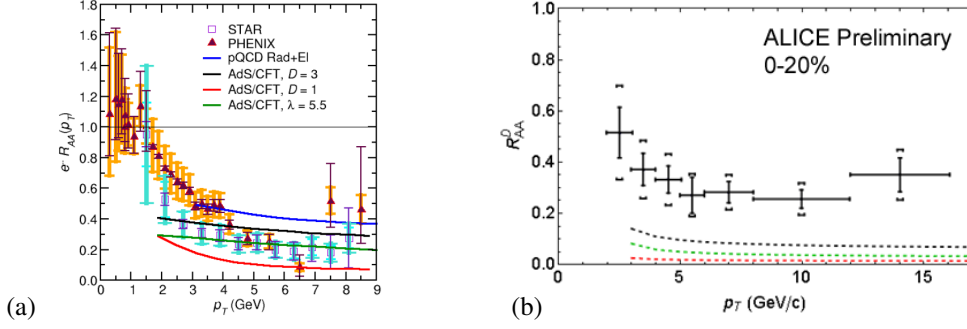 1.8
1.6
1.4
1.2
1.0
0.8
0.6
0.4
0.2
0.0
e⁻ R_AA(p_T)
STAR
PHENIX
pQCD Rad+El
AdS/CFT, D = 3
AdS/CFT, D = 1
AdS/CFT, λ = 5.5
0 1 2 3 4 5 6 7 8 9
p_T (GeV)
(a)
1.0
0.8
0.6
0.4
0.2
0.0
R^D_AA
ALICE Preliminary
0-20%
0 5 10 15
p_T (GeV/c)
(b)